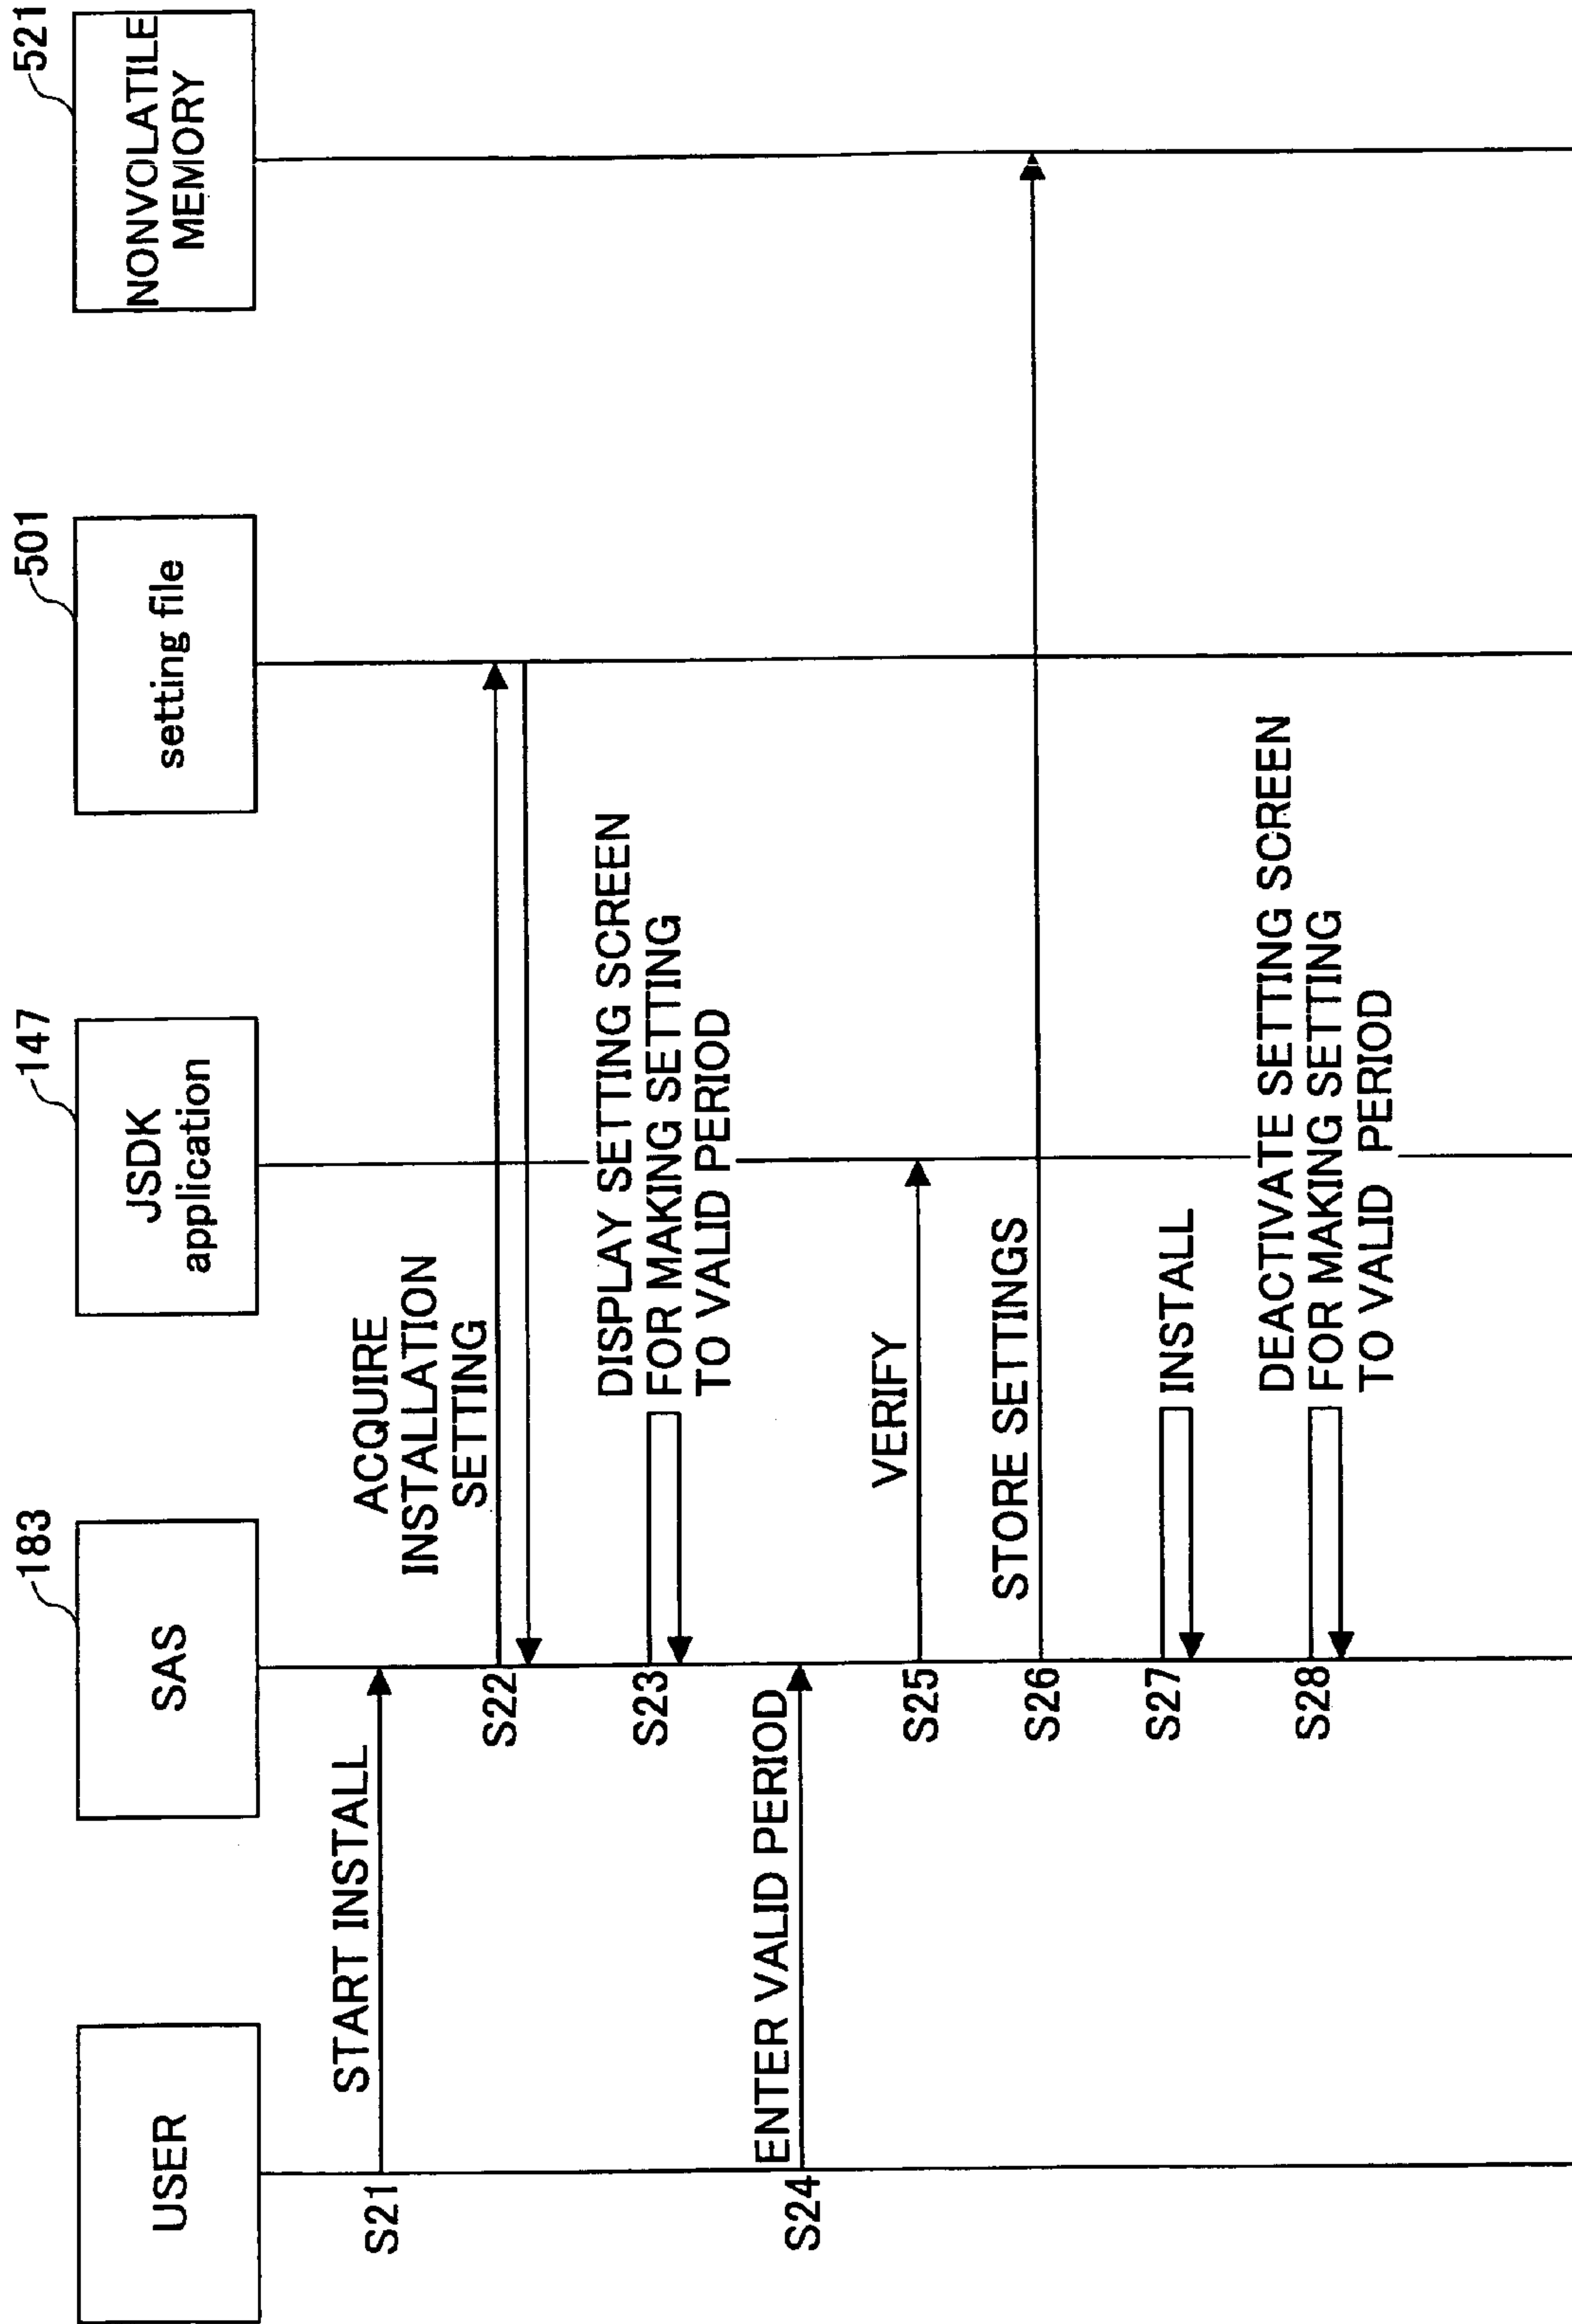 USER
183
SAS
147
JSDK
application
501
setting file
521
NONVOLATILE
MEMORY
S21
START INSTALL
S22
ACQUIRE
INSTALLATION
SETTING
S23
DISPLAY SETTING SCREEN
FOR MAKING SETTING
TO VALID PERIOD
S24
ENTER VALID PERIOD
S25
VERIFY
S26
STORE SETTINGS
S27
INSTALL
S28
DEACTIVATE SETTING SCREEN
FOR MAKING SETTING
TO VALID PERIOD